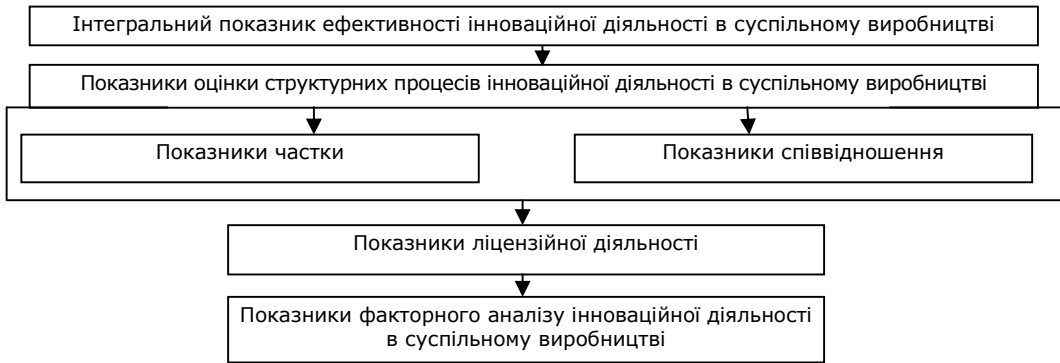 Інтегральний показник ефективності інноваційної діяльності в суспільному виробництві
Показники оцінки структурних процесів інноваційної діяльності в суспільному виробництві
Показники частки
Показники співвідношення
Показники ліцензійної діяльності
Показники факторного аналізу інноваційної діяльності
в суспільному виробництві